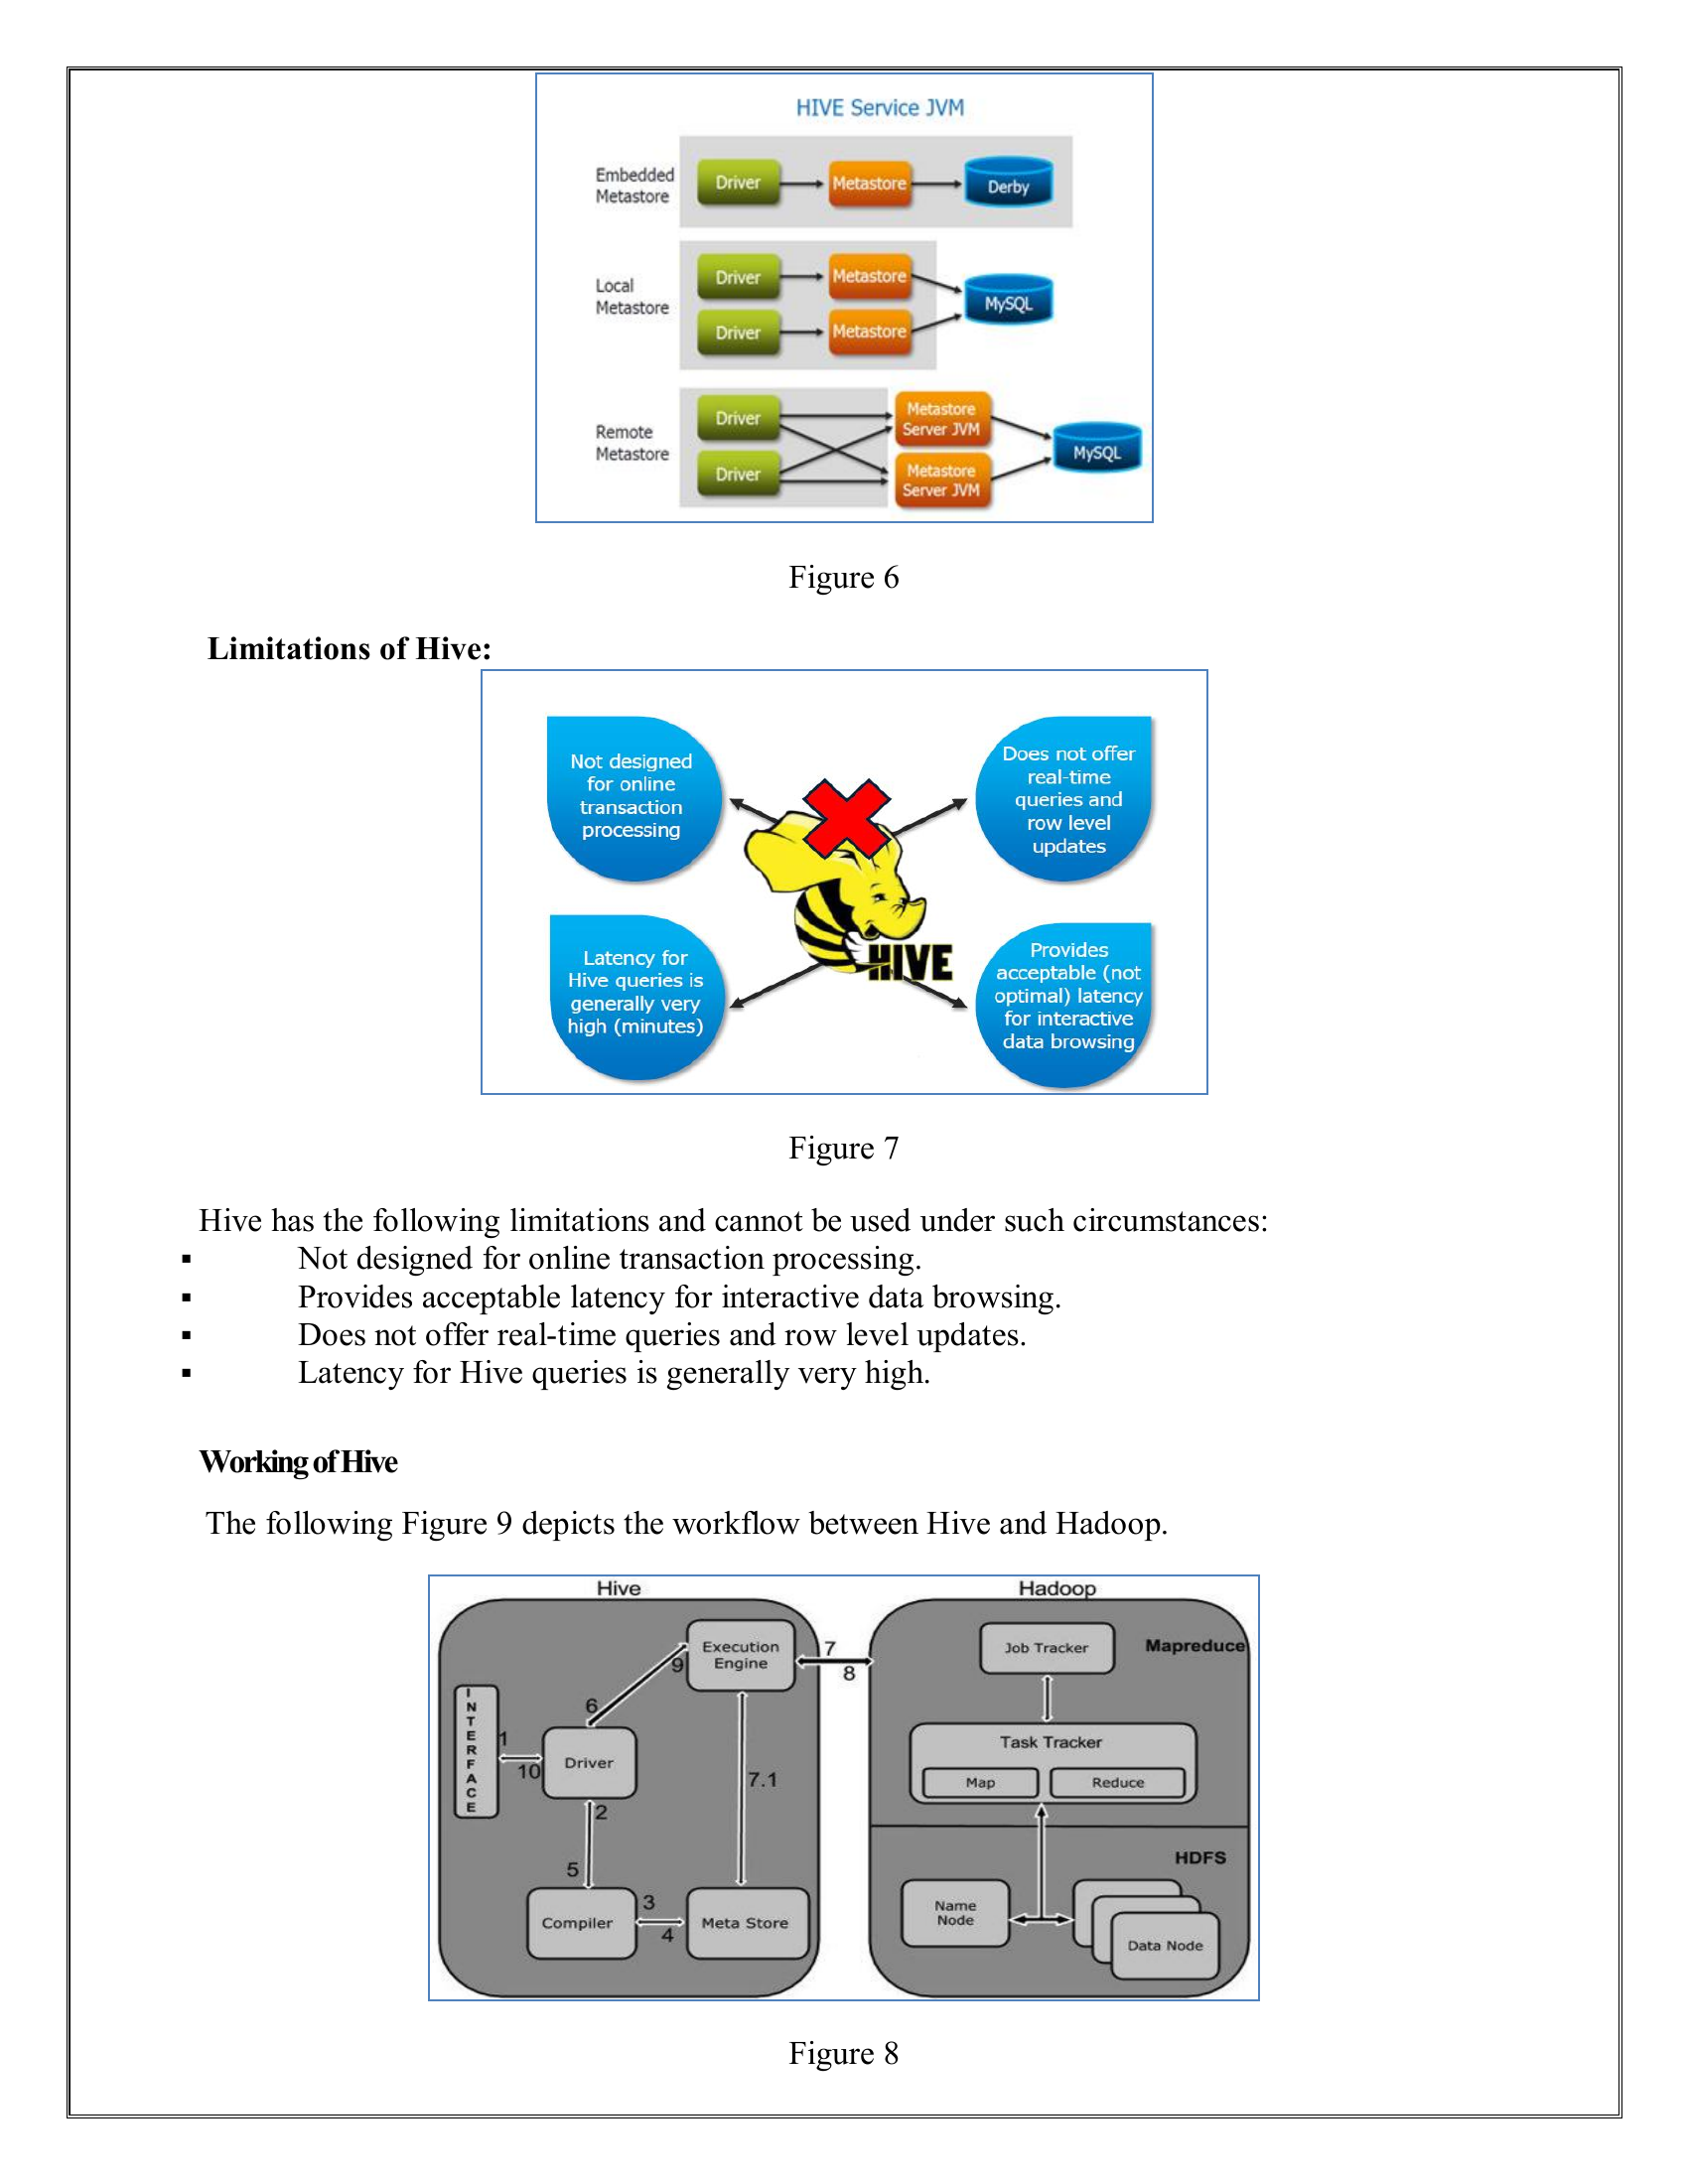 HIVE Service JVM
Embedded
Metastore
Driver
Metastore
Derby
Local
Metastore
Driver
Metastore
Driver
Metastore
MySQL
Remote
Metastore
Driver
Driver
Metastore
Server JVM
Metastore
Server JVM
MySQL
Figure 6
Limitations of Hive:
Not designed
for online
transaction
processing
Does not offer
real-time
queries and
row level
updates
Latency for
Hive queries is
generally very
high (minutes)
HIVE
Provides
acceptable (not
optimal) latency
for interactive
data browsing
Figure 7
Hive has the following limitations and cannot be used under such circumstances:
▪ Not designed for online transaction processing.
▪ Provides acceptable latency for interactive data browsing.
▪ Does not offer real-time queries and row level updates.
▪ Latency for Hive queries is generally very high.
Working of Hive
The following Figure 9 depicts the workflow between Hive and Hadoop.
Hive
INTERFACE
1
10
Driver
6
9
Execution
Engine
7
8
2
5
7.1
Compiler
3
4
Meta Store
Hadoop
Job Tracker
Mapreduce
Task Tracker
Map
Reduce
HDFS
Name
Node
Data Node
Figure 8